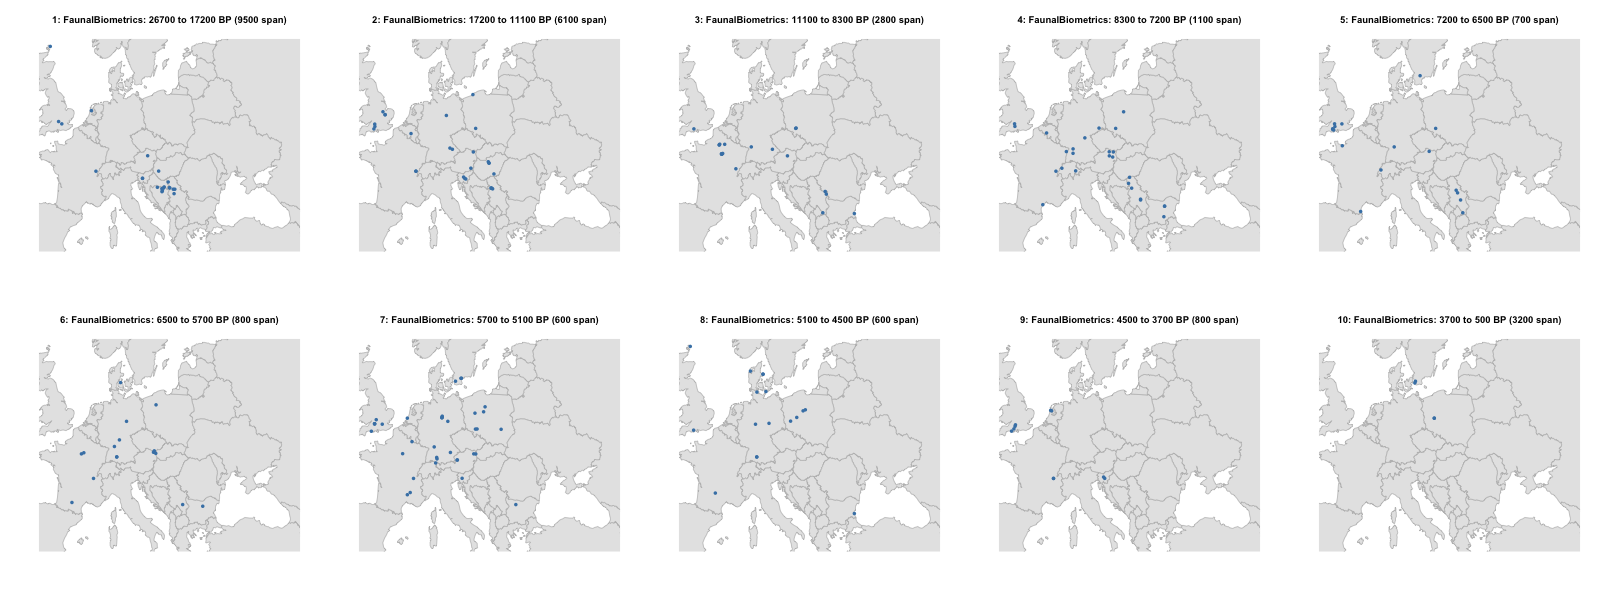 1: FaunalBiometrics: 26700 to 17200 BP (9500 span)
2: FaunalBiometrics: 17200 to 11100 BP (6100 span)
3: FaunalBiometrics: 11100 to 8300 BP (2800 span)
4: FaunalBiometrics: 8300 to 7200 BP (1100 span)
5: FaunalBiometrics: 7200 to 6500 BP (700 span)
6: FaunalBiometrics: 6500 to 5700 BP (800 span)
7: FaunalBiometrics: 5700 to 5100 BP (600 span)
8: FaunalBiometrics: 5100 to 4500 BP (600 span)
9: FaunalBiometrics: 4500 to 3700 BP (800 span)
10: FaunalBiometrics: 3700 to 500 BP (3200 span)